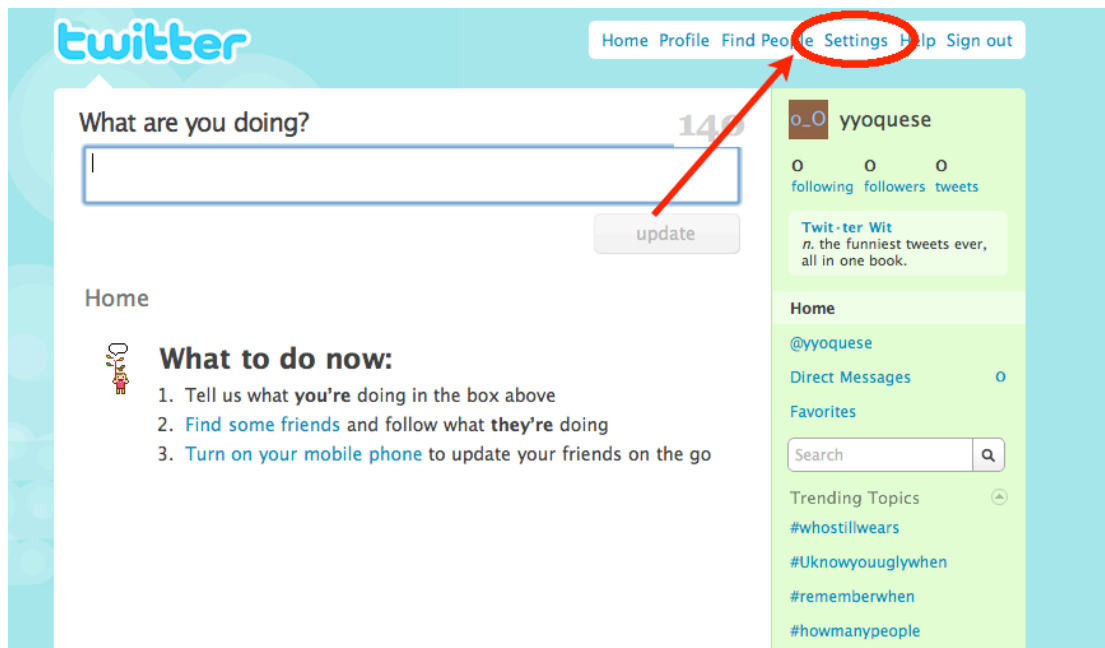 twitter
Home Profile Find People Settings Help Sign out
What are you doing?
140
update
Home
What to do now:
1. Tell us what you're doing in the box above
2. Find some friends and follow what they're doing
3. Turn on your mobile phone to update your friends on the go
o_O yyoquese
0 0 0
following followers tweets
Twit·ter Wit
n. the funniest tweets ever,
all in one book.
Home
@yyoquese
Direct Messages 0
Favorites
Search
Trending Topics
#whostillwears
#Uknowyouuglywhen
#rememberwhen
#howmanypeople